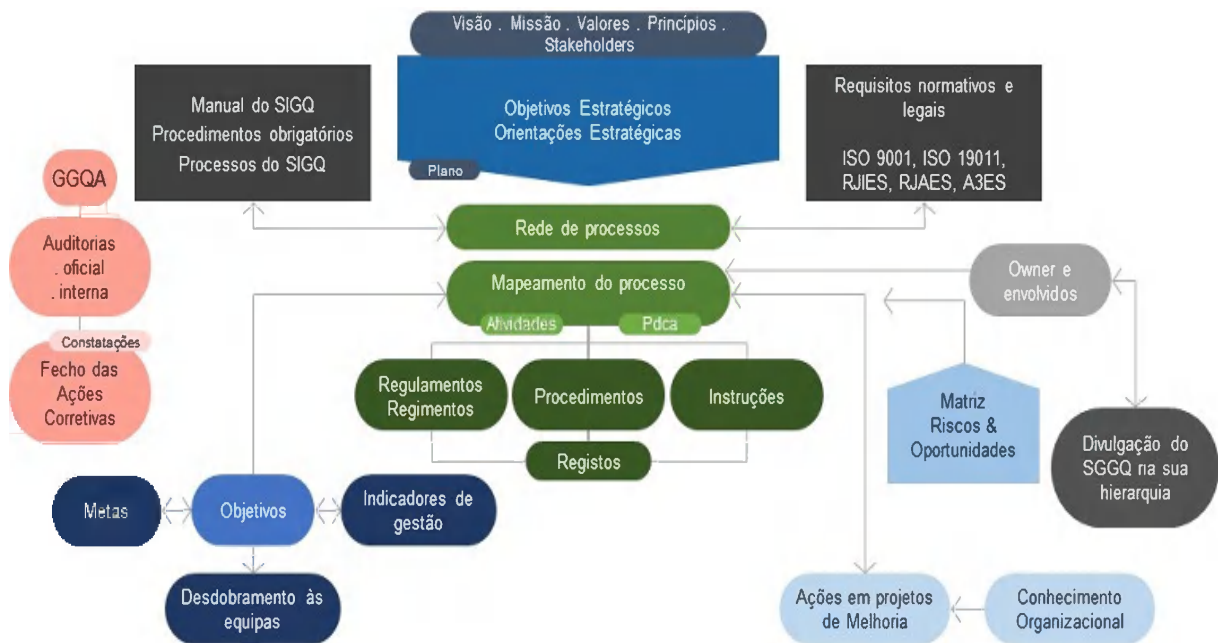 Visão . Missão . Valores . Princípios .
Stakeholders
Objetivos Estratégicos
Orientações Estratégicas
Plano
Manual do SIGQ
Procedimentos obrigatórios
Processos do SIGQ
Requisitos normativos e
legais
ISO 9001, ISO 19011,
RJIES, RJAES, A3ES
GGQA
Auditorias
. oficial
. interna
Constatações
Fecho das
Ações
Corretivas
Rede de processos
Mapeamento do processo
Atividades
Pdca
Owner e
envolvidos
Regulamentos
Regimentos
Procedimentos
Instruções
Registos
Matriz
Riscos &
Oportunidades
Divulgação do
SGGQ na sua
hierarquia
Metas
Objetivos
Indicadores de
gestão
Desdobramento às
equipas
Ações em projetos
de Melhoria
Conhecimento
Organizacional